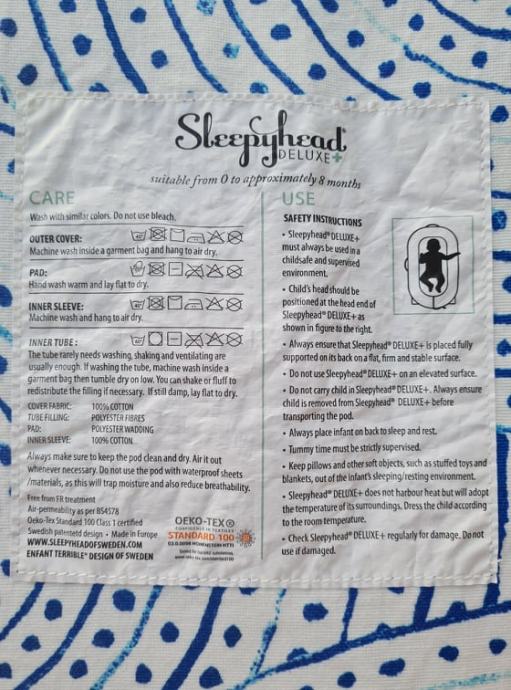 Sleepyhead®
DELUXE+
suitable from 0 to approximately 8 months
CARE
Wash with similar colors. Do not use bleach.
OUTER COVER:
Machine wash inside a garment bag and hang to air dry.
PAD:
Hand wash warm and lay flat to dry.
INNER SLEEVE:
Machine wash and hang to air dry.
INNER TUBE:
The tube rarely needs washing, shaking and ventilating are
usually enough. If washing the tube, machine wash inside a
garment bag then tumble dry on low. You can shake or fluff to
redistribute the filling if necessary. If still damp, lay flat to dry.
COVER FABRIC: 100% COTTON
TUBE FILLING: POLYESTER FIBRES
PAD: POLYESTER WADDING
INNER SLEEVE: 100% COTTON
Always make sure to keep the pod clean and dry. Air it out
whenever necessary. Do not use the pod with waterproof sheets
/materials, as this will trap moisture and also reduce breathability.
Free from FR treatment
Air-permeability as per BS4578
Oeko-Tex Standard 100 Class 1 certified
Swedish patented design • Made in Europe
WWW.SLEEPYHEADOFSWEDEN.COM
ENFANT TERRIBLE® DESIGN OF SWEDEN
OEKO-TEX®
CONFIDENCE IN TEXTILES
STANDARD 100
Tested for harmful substances.
USE
SAFETY INSTRUCTIONS
• Sleepyhead® DELUXE+
must always be used in a
childsafe and supervised
environment.
• Child's head should be
positioned at the head end of
Sleepyhead® DELUXE+ as
shown in figure to the right.
• Always ensure that Sleepyhead® DELUXE+ is placed fully
supported on its back on a flat, firm and stable surface.
• Do not use Sleepyhead® DELUXE+ on an elevated surface.
• Do not carry child in Sleepyhead® DELUXE+. Always ensure
child is removed from Sleepyhead® DELUXE+ before
transporting the pod.
• Always place infant on back to sleep and rest.
• Tummy time must be strictly supervised.
• Keep pillows and other soft objects, such as stuffed toys and
blankets, out of the infant's sleeping/resting environment.
• Sleepyhead® DELUXE+ does not harbour heat but will adopt
the temperature of its surroundings. Dress the child according
to the room temperature.
• Check Sleepyhead® DELUXE+ regularly for damage. Do not
use if damaged.